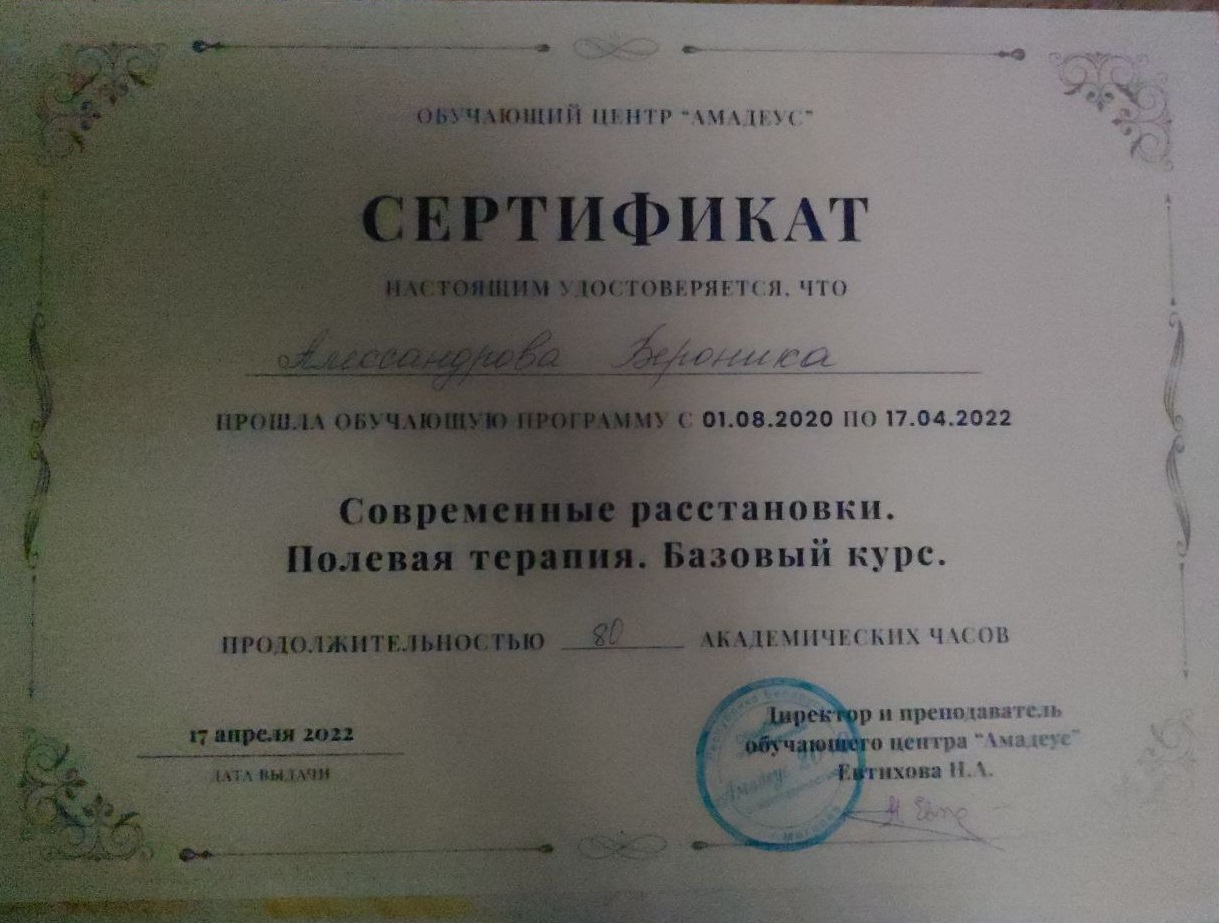 ОБУЧАЮЩИЙ ЦЕНТР "АМАДЕУС"
СЕРТИФИКАТ
НАСТОЯЩИМ УДОСТОВЕРЯЕТСЯ, ЧТО
Александрова Вероника
ПРОШЛА ОБУЧАЮЩУЮ ПРОГРАММУ С 01.08.2020 ПО 17.04.2022
Современные расстановки.
Полевая терапия. Базовый курс.
ПРОДОЛЖИТЕЛЬНОСТЬЮ 80 АКАДЕМИЧЕСКИХ ЧАСОВ
17 апреля 2022
ДАТА ВЫДАЧИ
Директор и преподаватель
обучающего центра "Амадеус"
Евтихова Н.А.
Амадеус